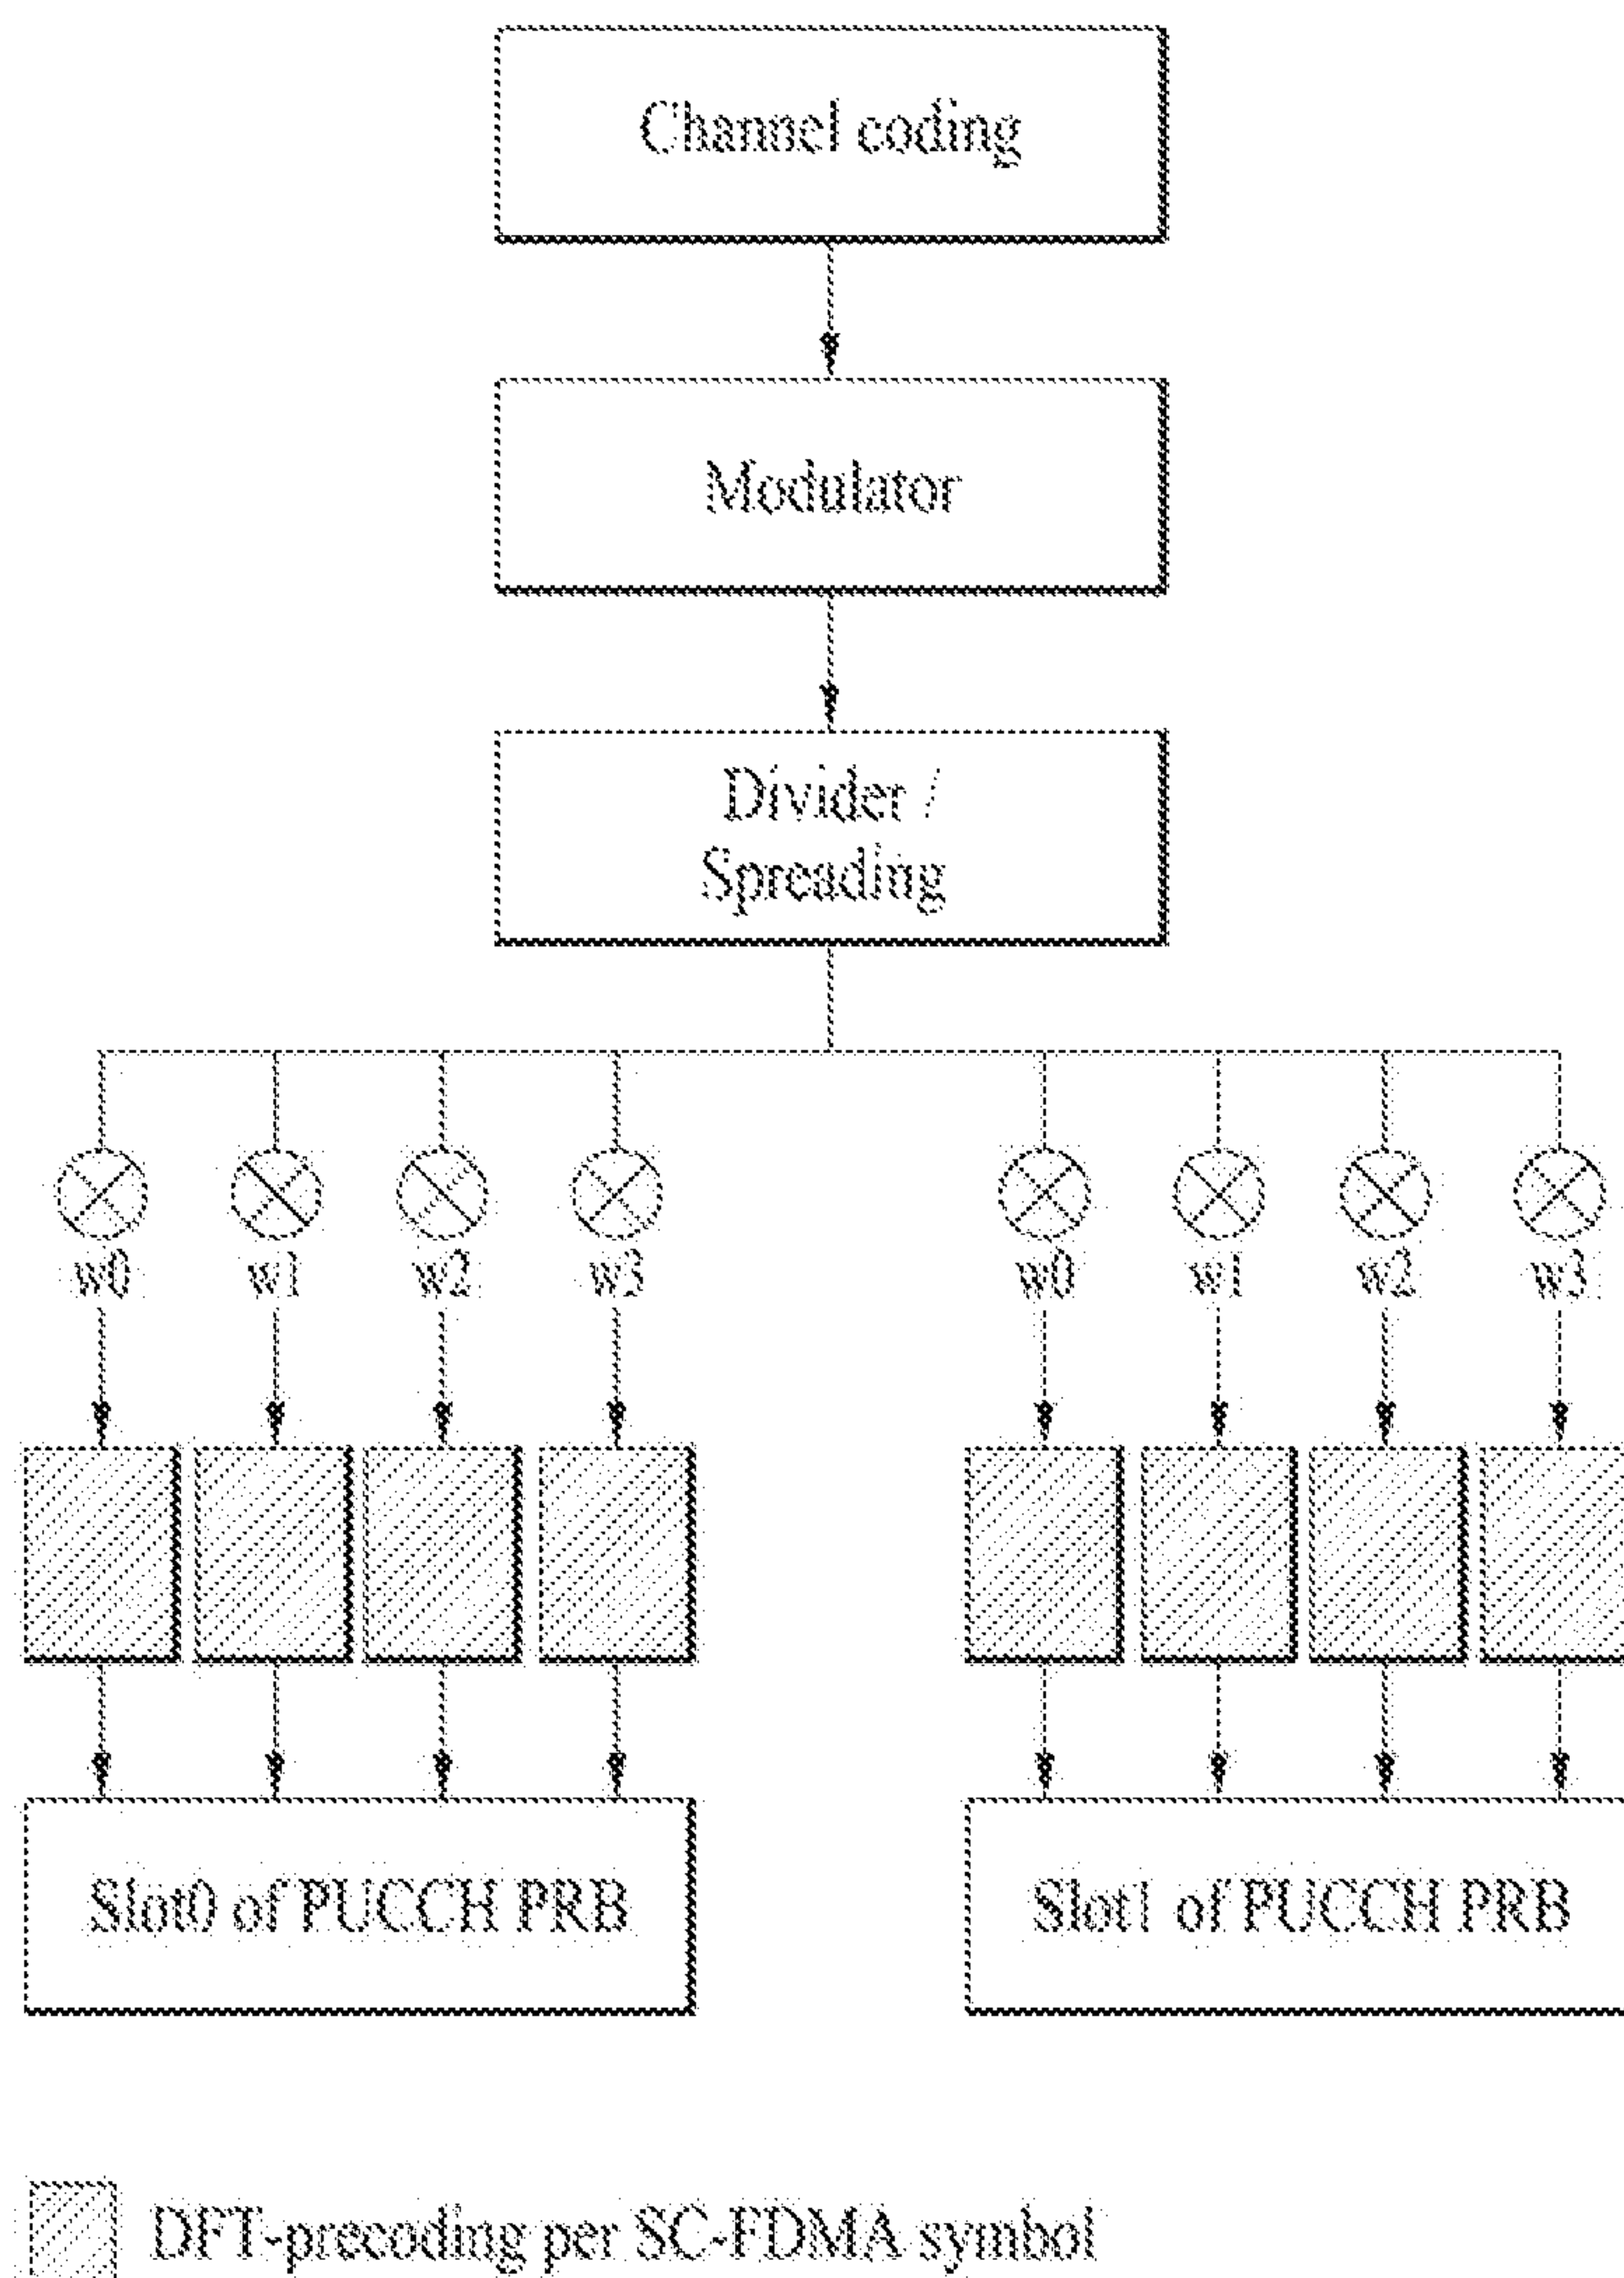 Channel coding
Modulator
Divider /
Spreading
w0 w1 w2 w3 w0 w1 w2 w3
Slot0 of PUCCH PRB Slot1 of PUCCH PRB
DFT-precoding per SC-FDMA symbol